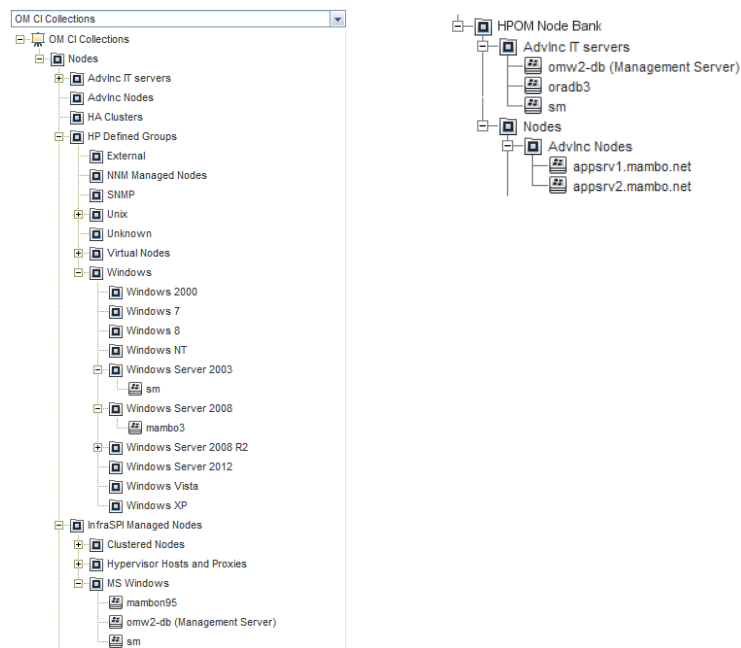 OM CI Collections
OM CI Collections
Nodes
AdvInc IT servers
AdvInc Nodes
HA Clusters
HP Defined Groups
External
NNM Managed Nodes
SNMP
Unix
Unknown
Virtual Nodes
Windows
Windows 2000
Windows 7
Windows 8
Windows NT
Windows Server 2003
sm
Windows Server 2008
mambo3
Windows Server 2008 R2
Windows Server 2012
Windows Vista
Windows XP
InfraSPI Managed Nodes
Clustered Nodes
Hypervisor Hosts and Proxies
MS Windows
mambon95
omw2-db (Management Server)
sm
HPOM Node Bank
AdvInc IT servers
omw2-db (Management Server)
oradb3
sm
Nodes
AdvInc Nodes
appsrv1.mambo.net
appsrv2.mambo.net